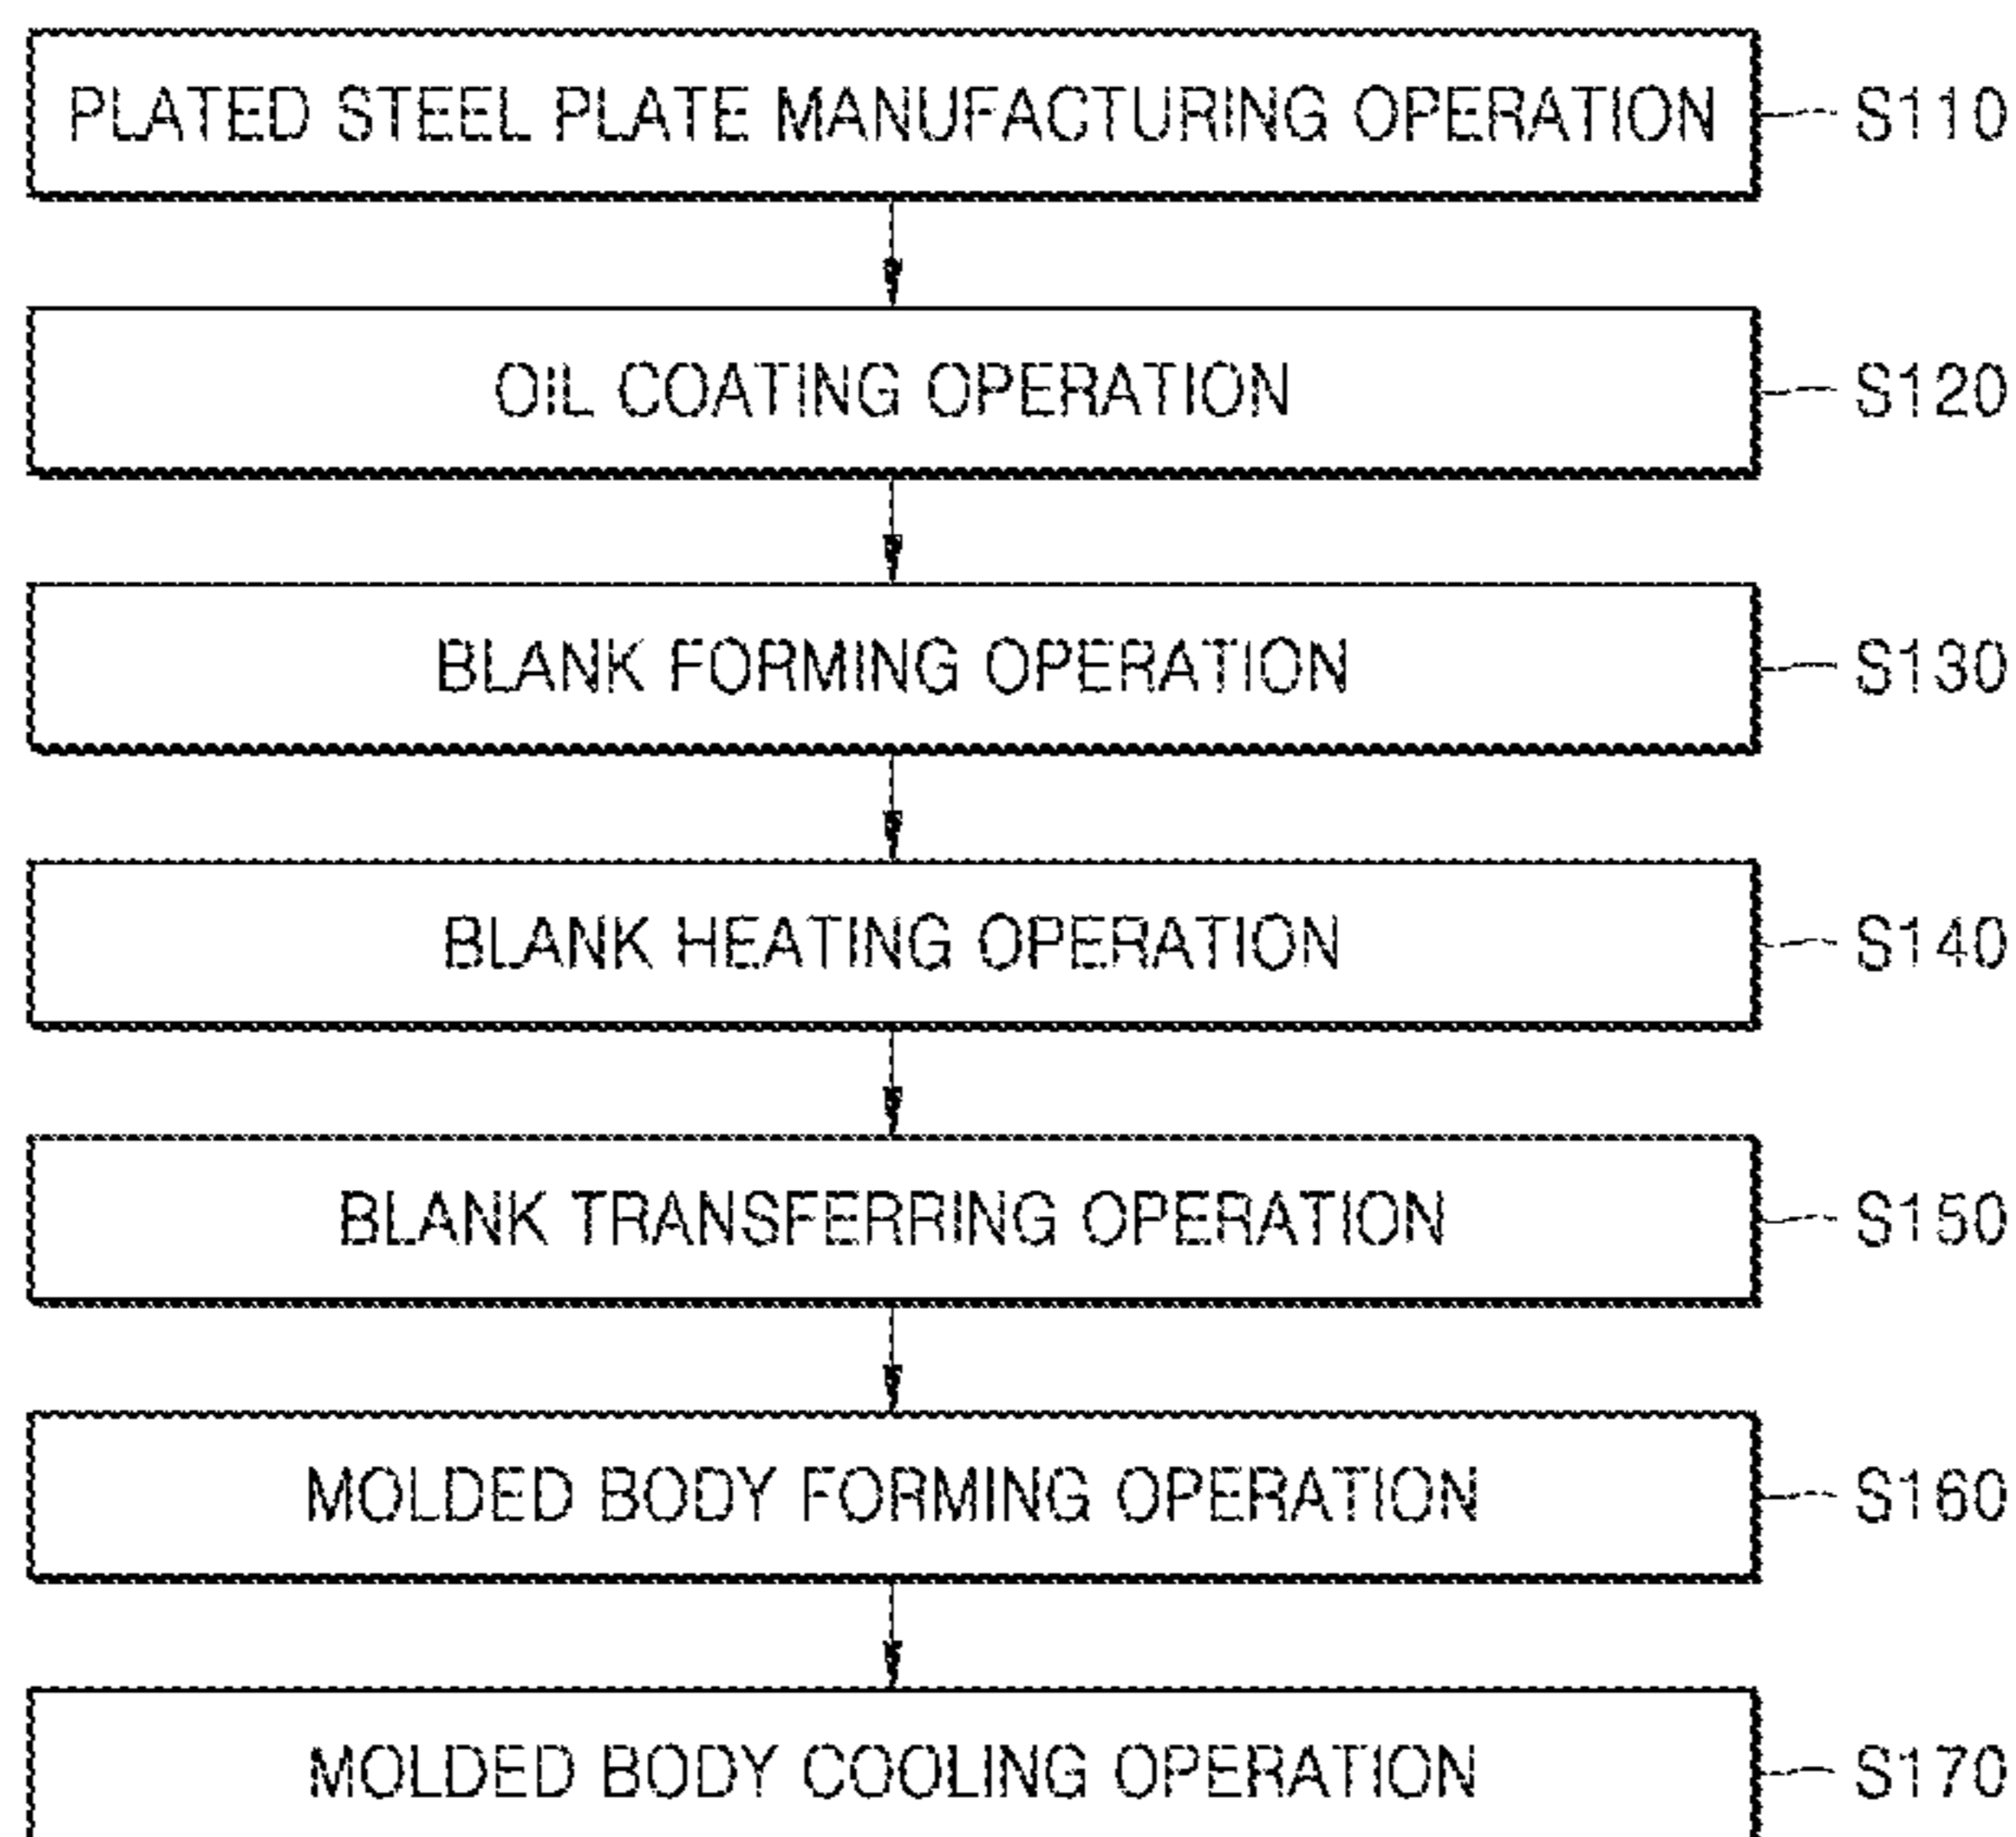 PLATED STEEL PLATE MANUFACTURING OPERATION S110
OIL COATING OPERATION S120
BLANK FORMING OPERATION S130
BLANK HEATING OPERATION S140
BLANK TRANSFERRING OPERATION S150
MOLDED BODY FORMING OPERATION S160
MOLDED BODY COOLING OPERATION S170